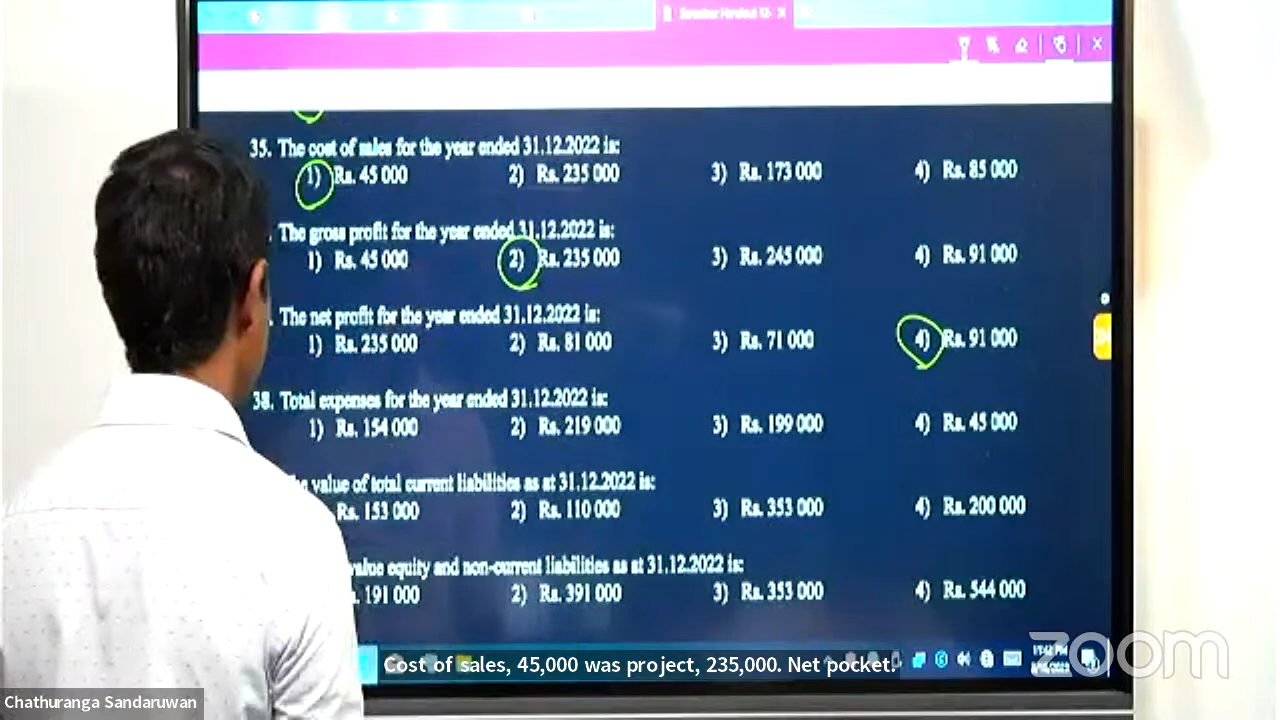 Seminar Handout
35. The cost of sales for the year ended 31.12.2022 is:
1) Rs. 45 000 2) Rs. 235 000 3) Rs. 173 000 4) Rs. 85 000
. The gross profit for the year ended 31.12.2022 is:
1) Rs. 45 000 2) Rs. 235 000 3) Rs. 245 000 4) Rs. 91 000
. The net profit for the year ended 31.12.2022 is:
1) Rs. 235 000 2) Rs. 81 000 3) Rs. 71 000 4) Rs. 91 000
38. Total expenses for the year ended 31.12.2022 is:
1) Rs. 154 000 2) Rs. 219 000 3) Rs. 199 000 4) Rs. 45 000
value of total current liabilities as at 31.12.2022 is:
Rs. 153 000 2) Rs. 110 000 3) Rs. 353 000 4) Rs. 200 000
value equity and non-current liabilities as at 31.12.2022 is:
191 000 2) Rs. 391 000 3) Rs. 353 000 4) Rs. 544 000
zoom
Cost of sales, 45,000 was project, 235,000. Net pocket.
Chathuranga Sandaruwan